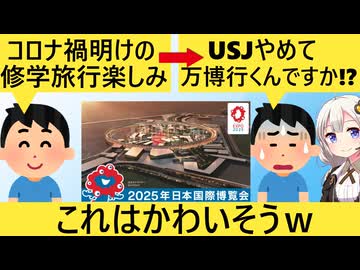 コロナ禍明けの
修学旅行楽しみ
USJやめて
万博行くんですか!?
EXPO
2025
2025年日本国際博覧会
これはかわいそうw